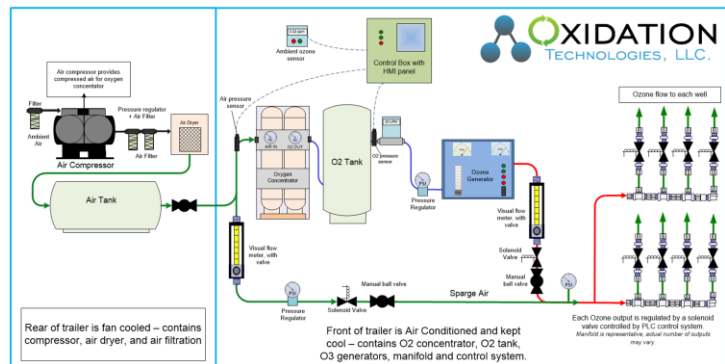 OXIDATION
TECHNOLOGIES, LLC.
Air compressor provides
compressed air for oxygen
concentator
Filter
Ambient
Air
Pressure regulator
+ Air Filter
Air
Filter
Air Dryer
Air Compressor
Air Tank
Rear of trailer is fan cooled – contains
compressor, air dryer, and air filtration
Ambient ozone
sensor
Control Box with
HMI panel
Air pressure
sensor
AIR IN
O2 OUT
Oxygen
Concentrator
O2 Tank
O2 pressure
sensor
PSI
Pressure
Regulator
Ozone
Generator
Visual flow
meter, with
valve
Solenoid
Valve
Manual
ball valve
Visual flow
meter, with
valve
PSI
Pressure
Regulator
Solenoid Valve
Manual ball valve
Sparge Air
PSI
Front of trailer is Air Conditioned and kept
cool – contains O2 concentrator, O2 tank,
O3 generators, manifold and control system.
Ozone flow to each well
Each Ozone output is regulated by a solenoid
valve controlled by PLC control system.
Manifold is representative, actual number of outputs
may vary.